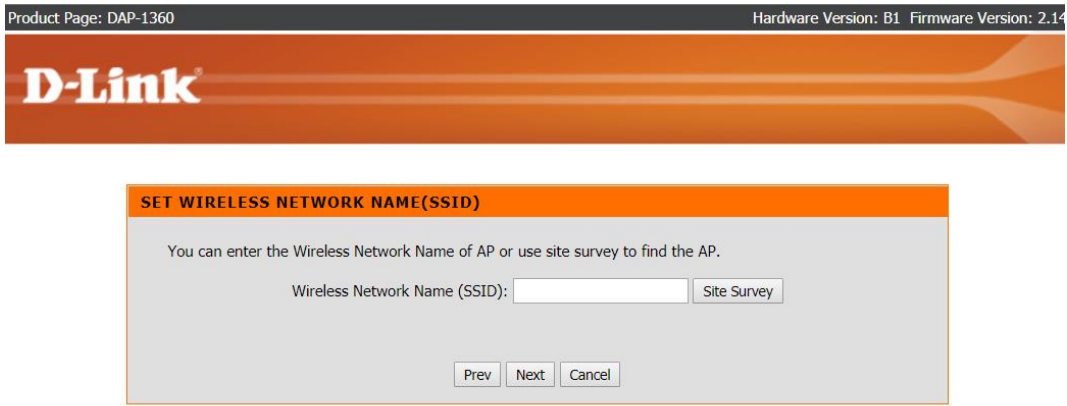 Product Page: DAP-1360 Hardware Version: B1 Firmware Version: 2.14
D-Link
SET WIRELESS NETWORK NAME(SSID)
You can enter the Wireless Network Name of AP or use site survey to find the AP.
Wireless Network Name (SSID): Site Survey
Prev Next Cancel